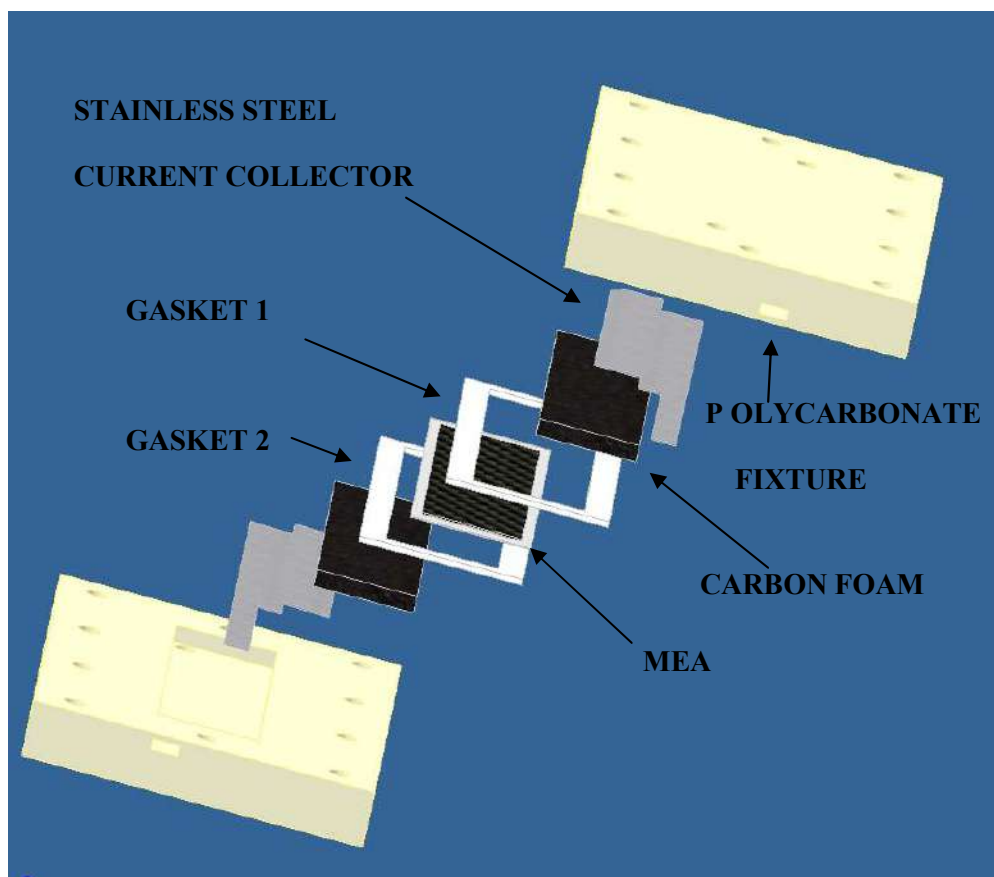 STAINLESS STEEL
CURRENT COLLECTOR
GASKET 1
GASKET 2
P OLYCARBONATE
FIXTURE
CARBON FOAM
MEA